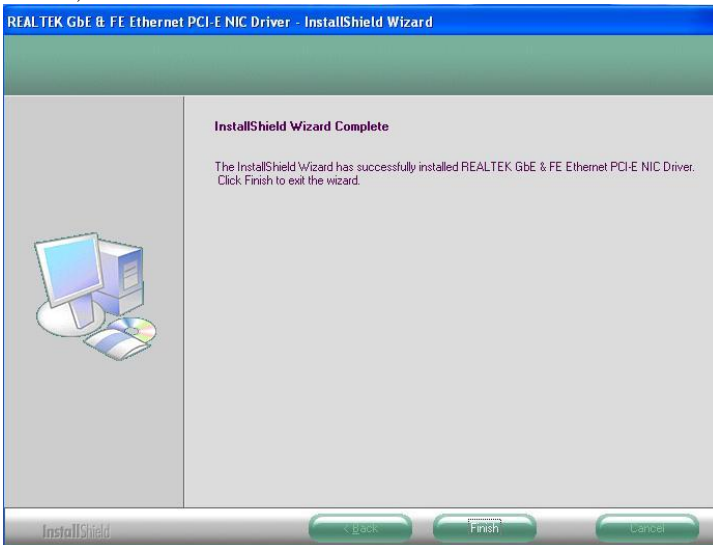 REALTEK GbE & FE Ethernet PCI-E NIC Driver - InstallShield Wizard
InstallShield Wizard Complete
The InstallShield Wizard has successfully installed REALTEK GbE & FE Ethernet PCI-E NIC Driver.
Click Finish to exit the wizard.
InstallShield
< Back
Finish
Cancel